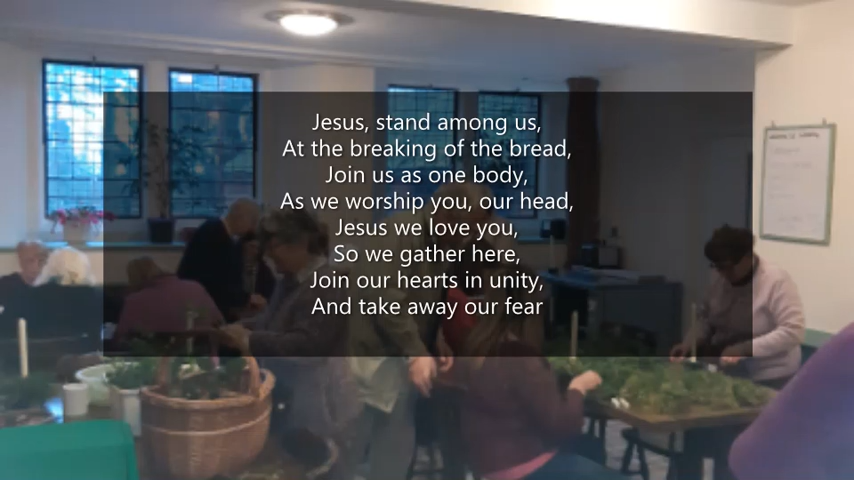 Jesus, stand among us,
At the breaking of the bread,
Join us as one body,
As we worship you, our head,
Jesus we love you,
So we gather here,
Join our hearts in unity,
And take away our fear